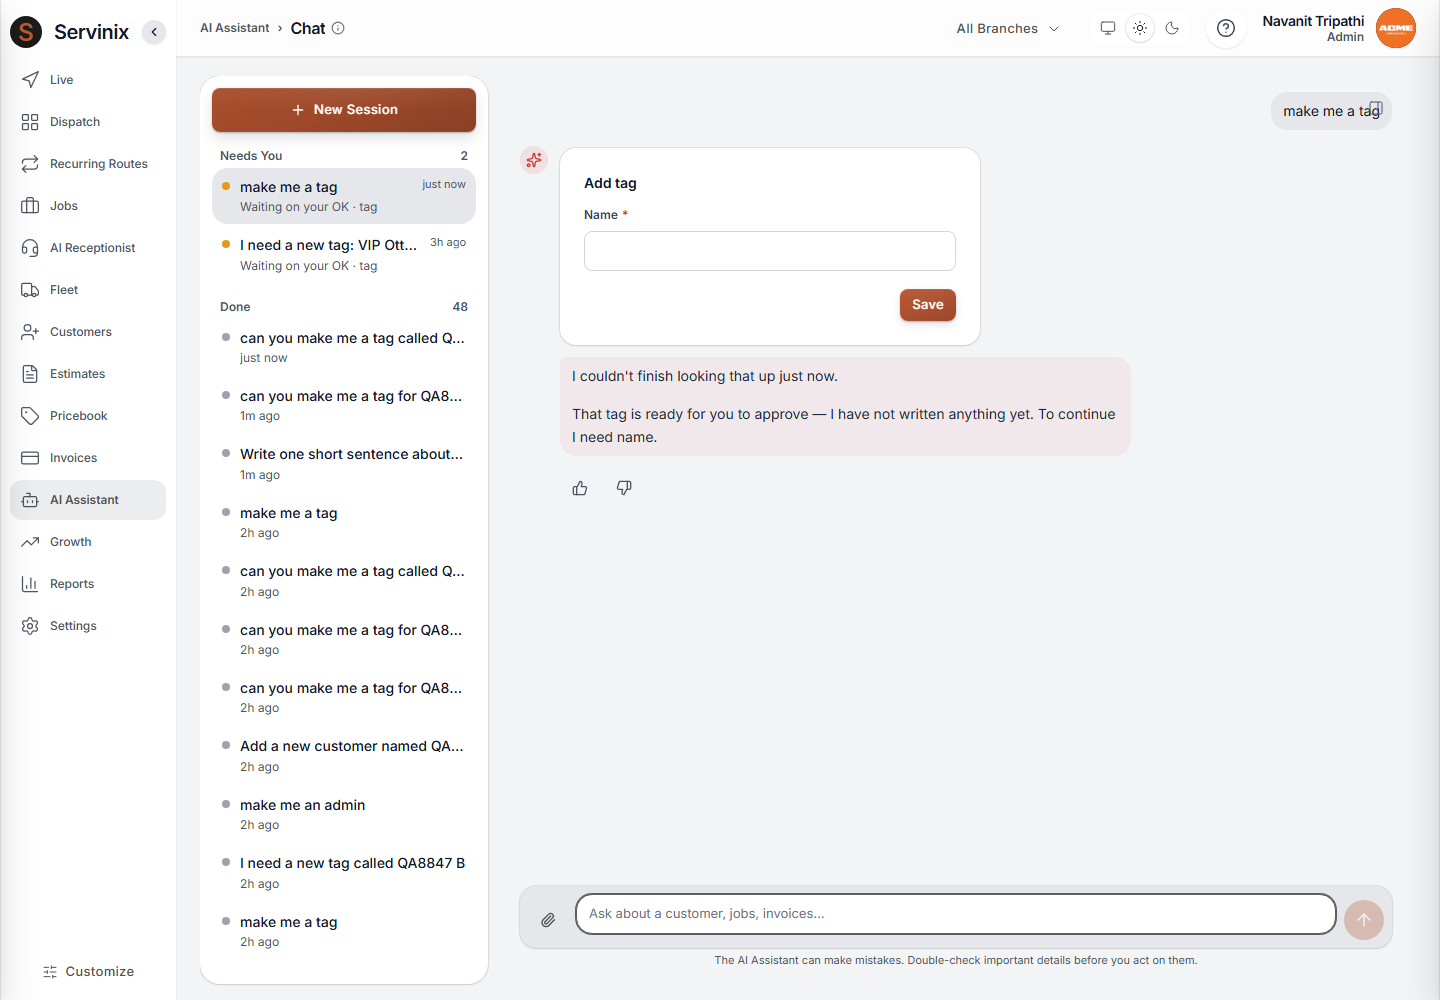 Servinix
Live
Dispatch
Recurring Routes
Jobs
AI Receptionist
Fleet
Customers
Estimates
Pricebook
Invoices
AI Assistant
Growth
Reports
Settings
Customize
AI Assistant › Chat
All Branches
Navanit Tripathi
Admin
ACME
New Session
Needs You 2
make me a tag just now
Waiting on your OK · tag
I need a new tag: VIP Ott... 3h ago
Waiting on your OK · tag
Done 48
can you make me a tag called Q...
just now
can you make me a tag for QA8...
1m ago
Write one short sentence about...
1m ago
make me a tag
2h ago
can you make me a tag called Q...
2h ago
can you make me a tag for QA8...
2h ago
can you make me a tag for QA8...
2h ago
Add a new customer named QA...
2h ago
make me an admin
2h ago
I need a new tag called QA8847 B
2h ago
make me a tag
2h ago
make me a tag
Add tag
Name *
Save
I couldn't finish looking that up just now.
That tag is ready for you to approve — I have not written anything yet. To continue
I need name.
Ask about a customer, jobs, invoices...
The AI Assistant can make mistakes. Double-check important details before you act on them.